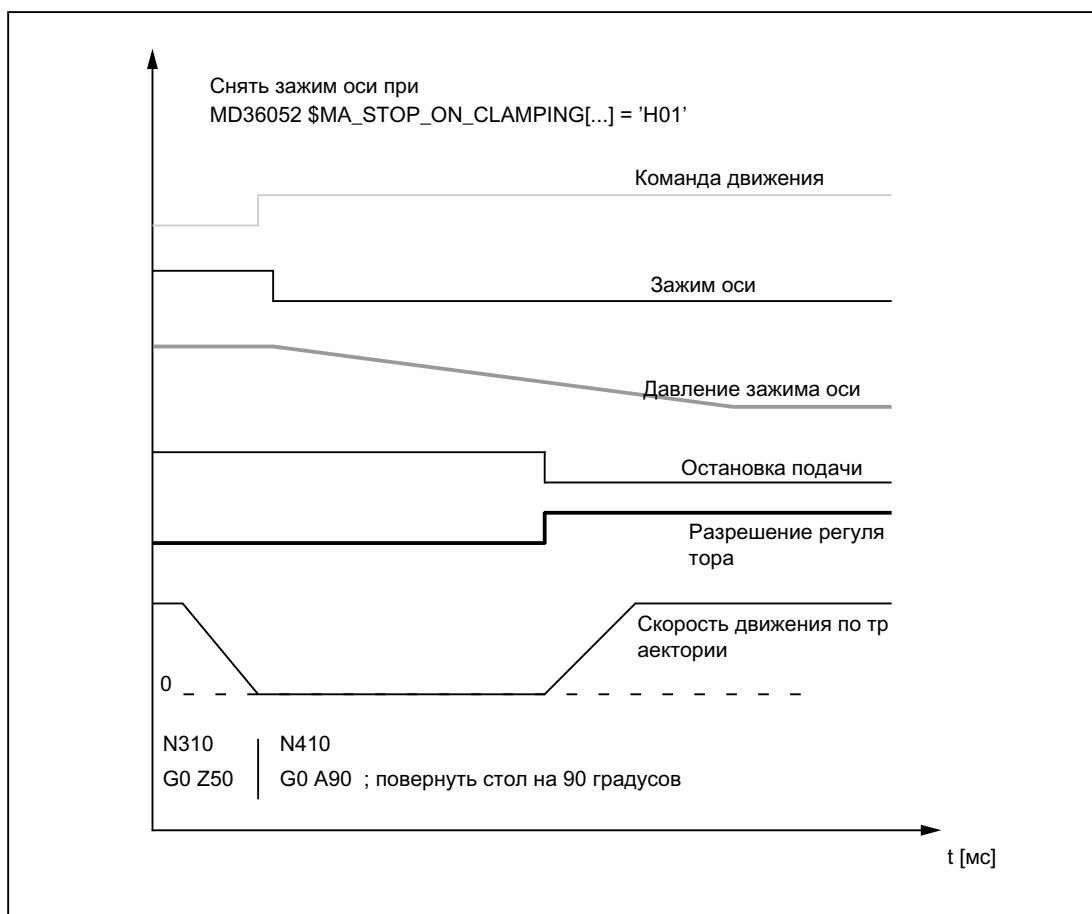 Снять зажим оси при
MD36052 $MA_STOP_ON_CLAMPING[...] = ’H01’
Команда движения
Зажим оси
Давление зажима оси
Остановка подачи
Разрешение регуля
тора
Скорость движения по тр
аектории
0
N310
N410
G0 Z50
G0 A90 ; повернуть стол на 90 градусов
t [мс]